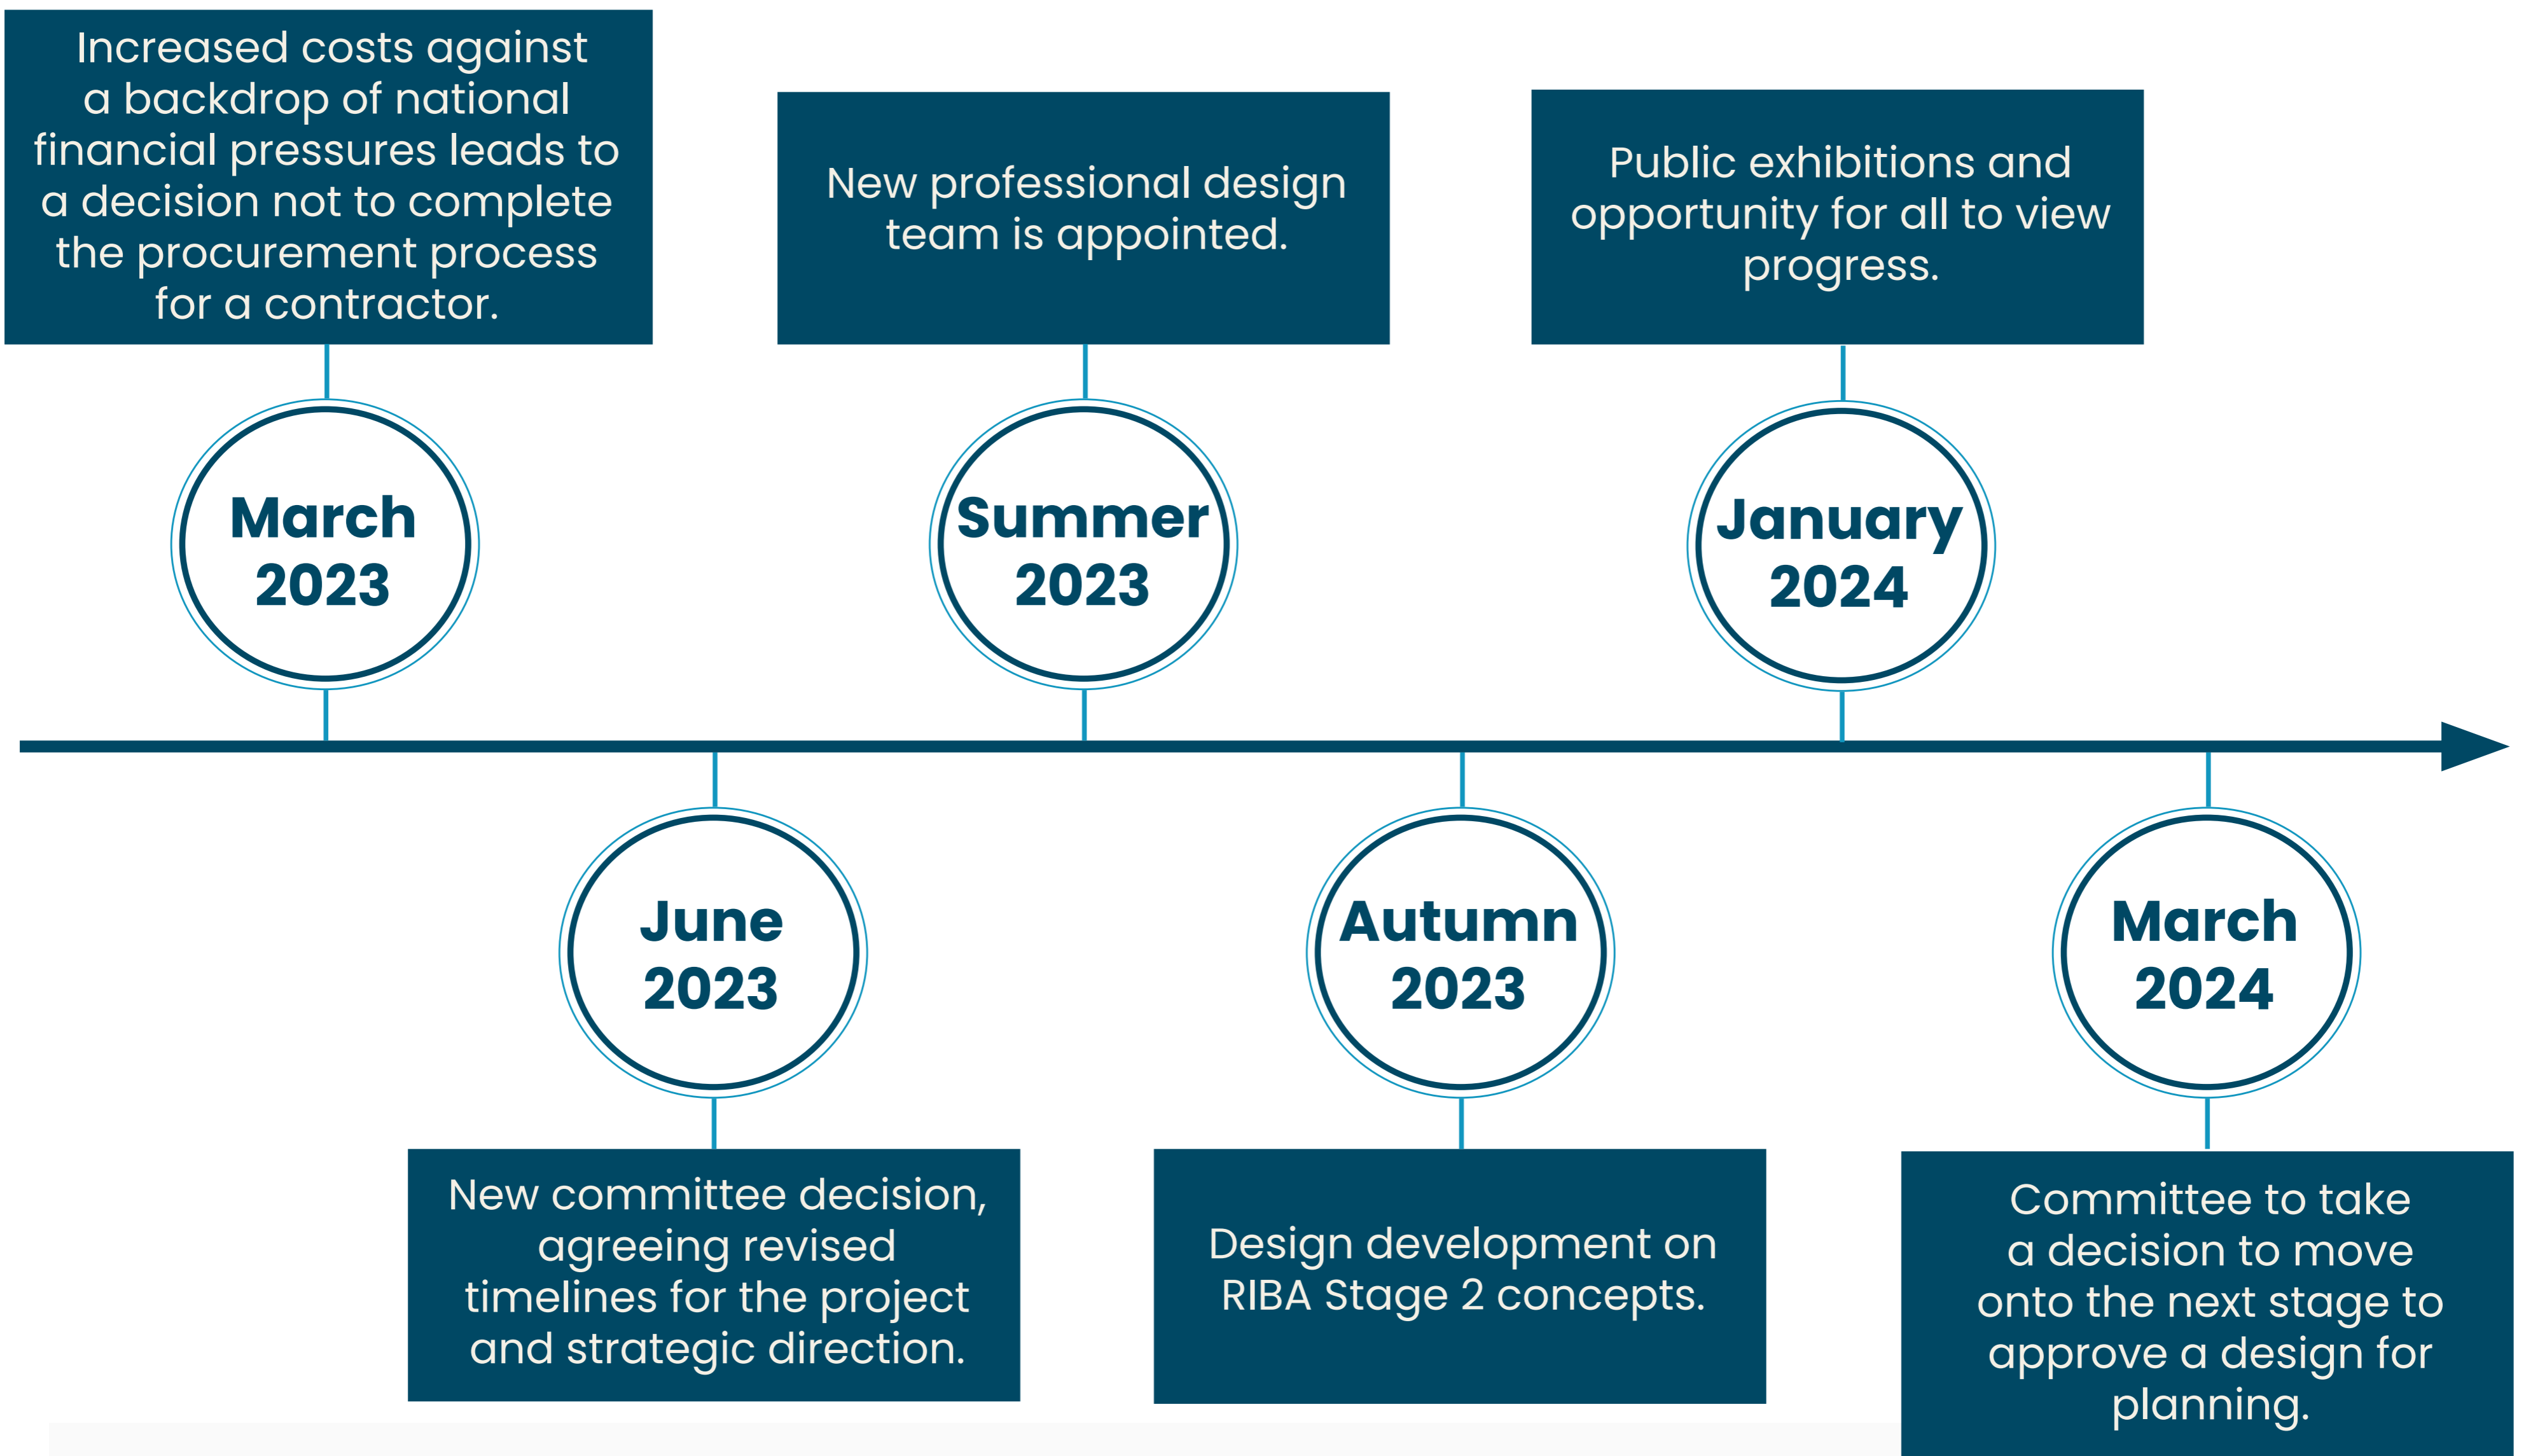 Increased costs against
a backdrop of national
financial pressures leads to
a decision not to complete
the procurement process
for a contractor.
March
2023
June
2023
New committee decision,
agreeing revised
timelines for the project
and strategic direction.
New professional design
team is appointed.
Summer
2023
Autumn
2023
Design development on
RIBA Stage 2 concepts.
Public exhibitions and
opportunity for all to view
progress.
January
2024
March
2024
Committee to take
a decision to move
onto the next stage to
approve a design for
planning.